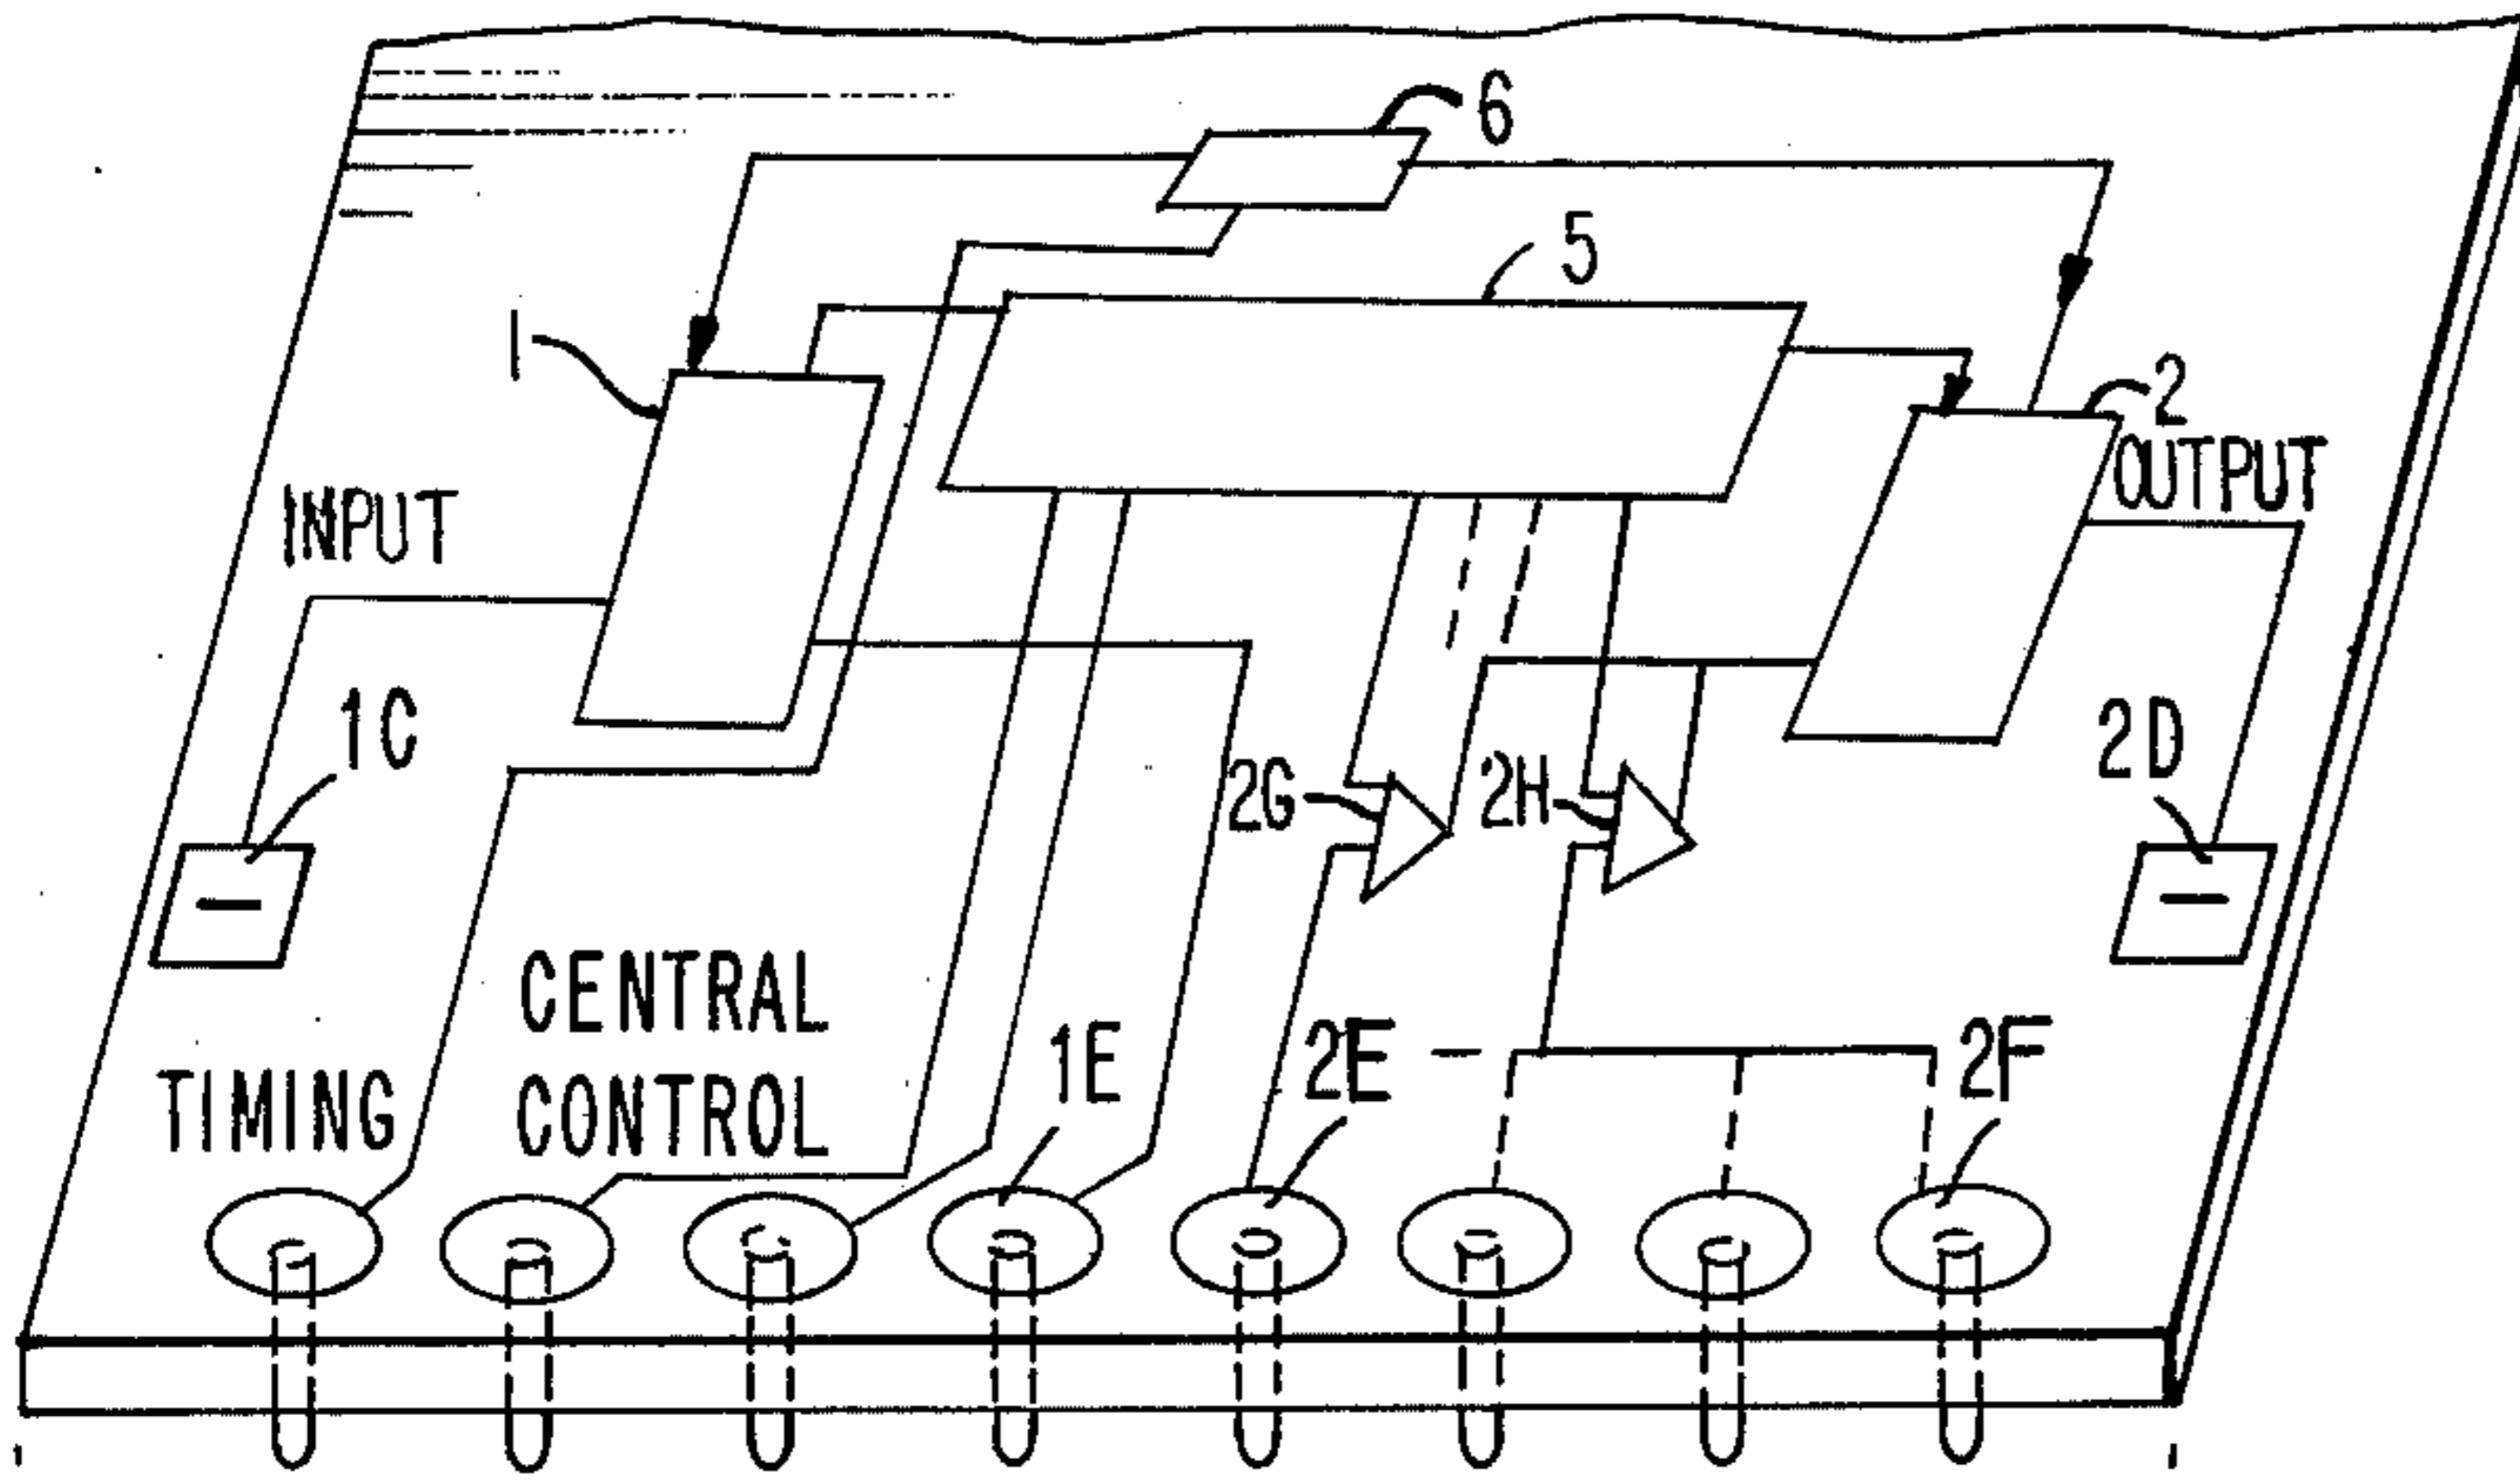 6
5
1
2
OUTPUT
INPUT
1C
2D
2G
2H
CENTRAL
CONTROL
TIMING
1E
2E
2F